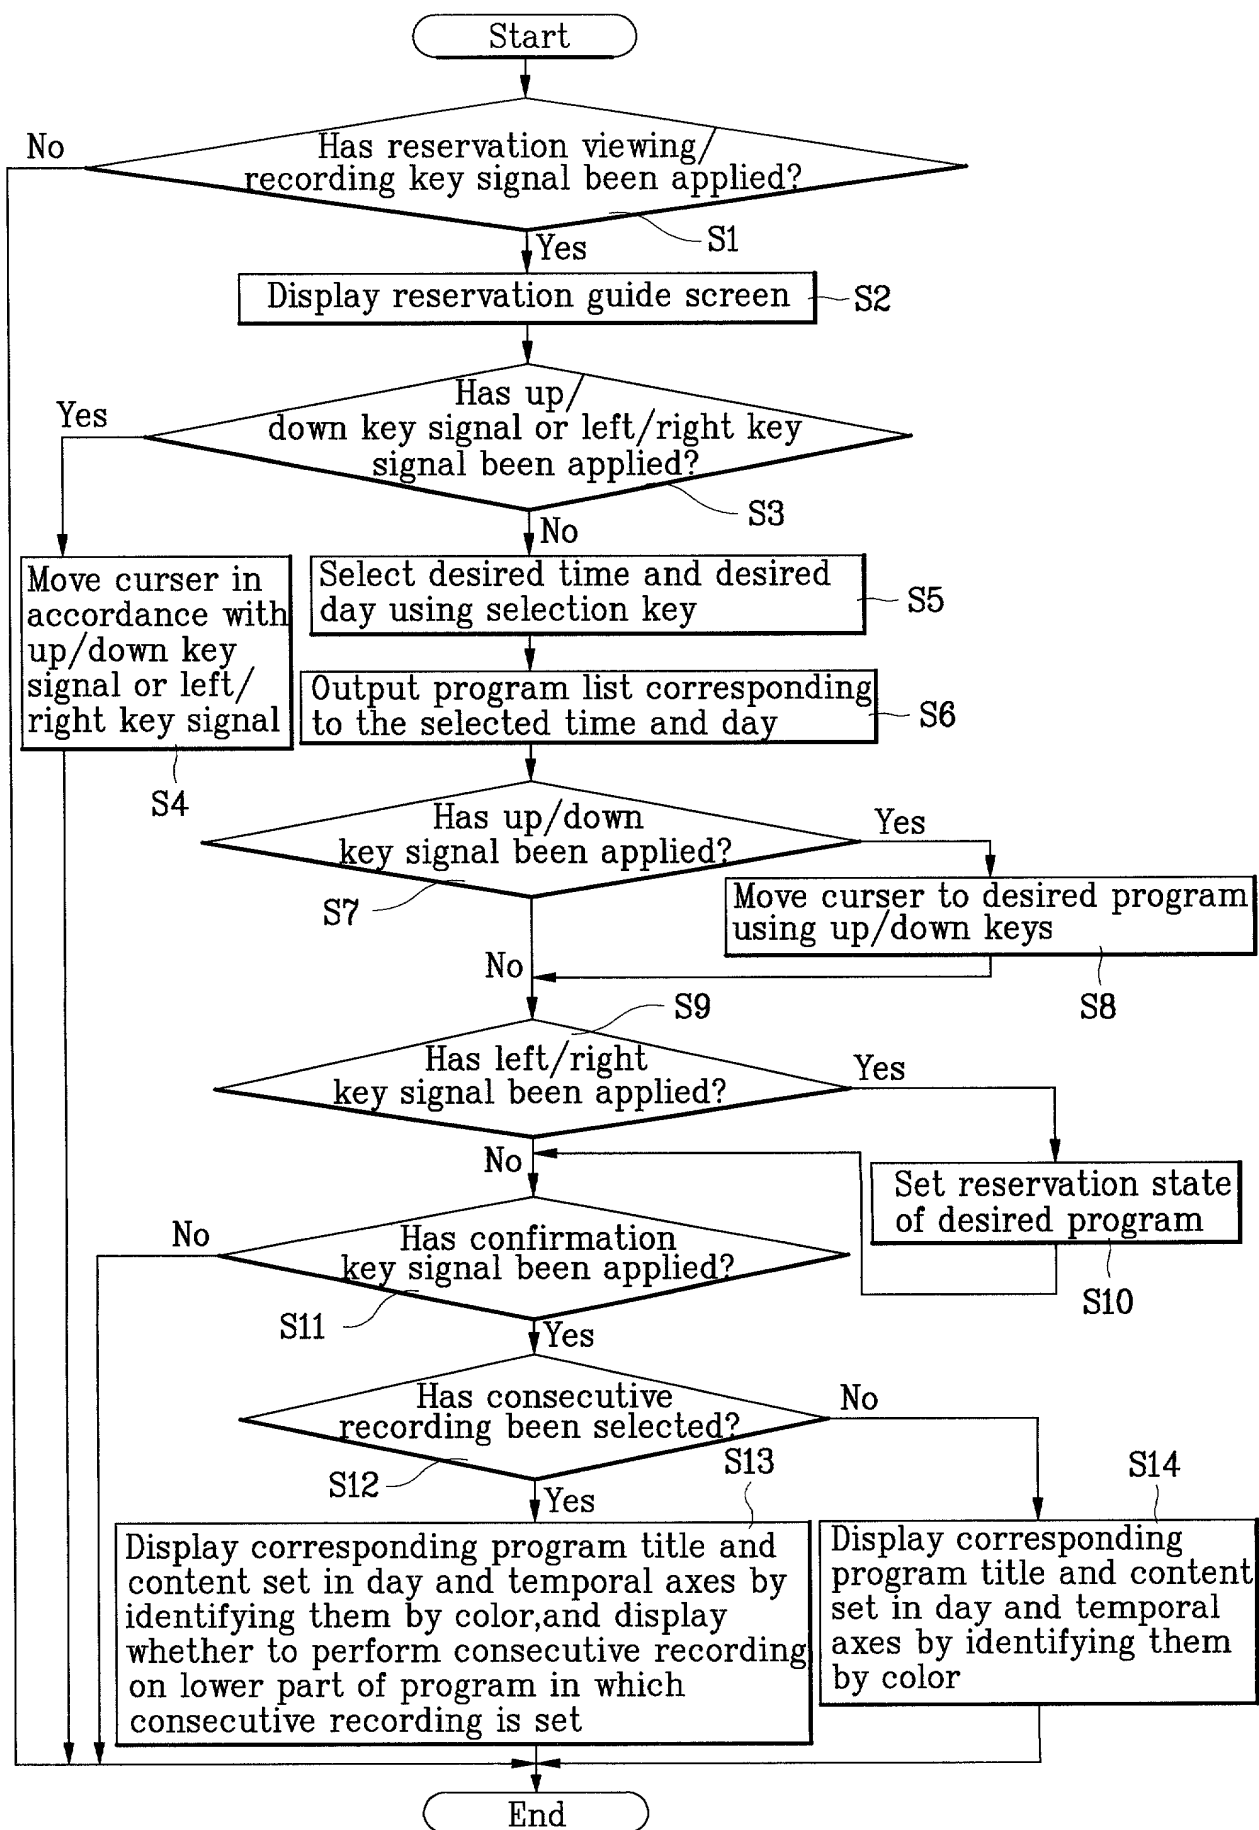 Start
No
Has reservation viewing/
recording key signal been applied?
S1
Yes
Display reservation guide screen
S2
Has up/
down key signal or left/right key
signal been applied?
Yes
S3
No
Move curser in
accordance with
up/down key
signal or left/
right key signal
S4
Select desired time and desired
day using selection key
S5
Output program list corresponding
to the selected time and day
S6
Has up/down
key signal been applied?
Yes
S7
Move curser to desired program
using up/down keys
No
S8
S9
Has left/right
key signal been applied?
Yes
No
Set reservation state
of desired program
S10
No
Has confirmation
key signal been applied?
S11
Yes
Has consecutive
recording been selected?
No
S12
S13
S14
Yes
Display corresponding program title and
content set in day and temporal axes by
identifying them by color,and display
whether to perform consecutive recording
on lower part of program in which
consecutive recording is set
Display corresponding
program title and content
set in day and temporal
axes by identifying them
by color
End